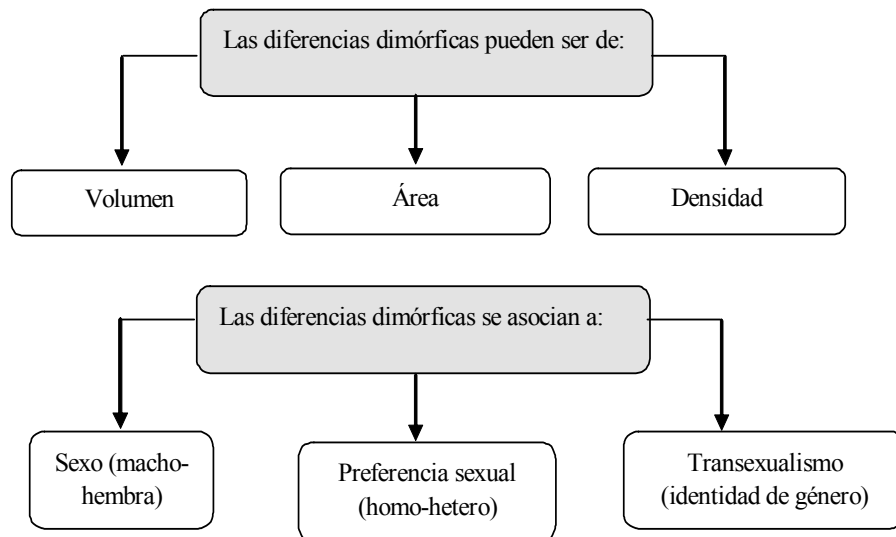 Las diferencias dimórficas pueden ser de:
Volumen
Área
Densidad
Las diferencias dimórficas se asocian a:
Sexo (macho-
hembra)
Preferencia sexual
(homo-hetero)
Transexualismo
(identidad de género)